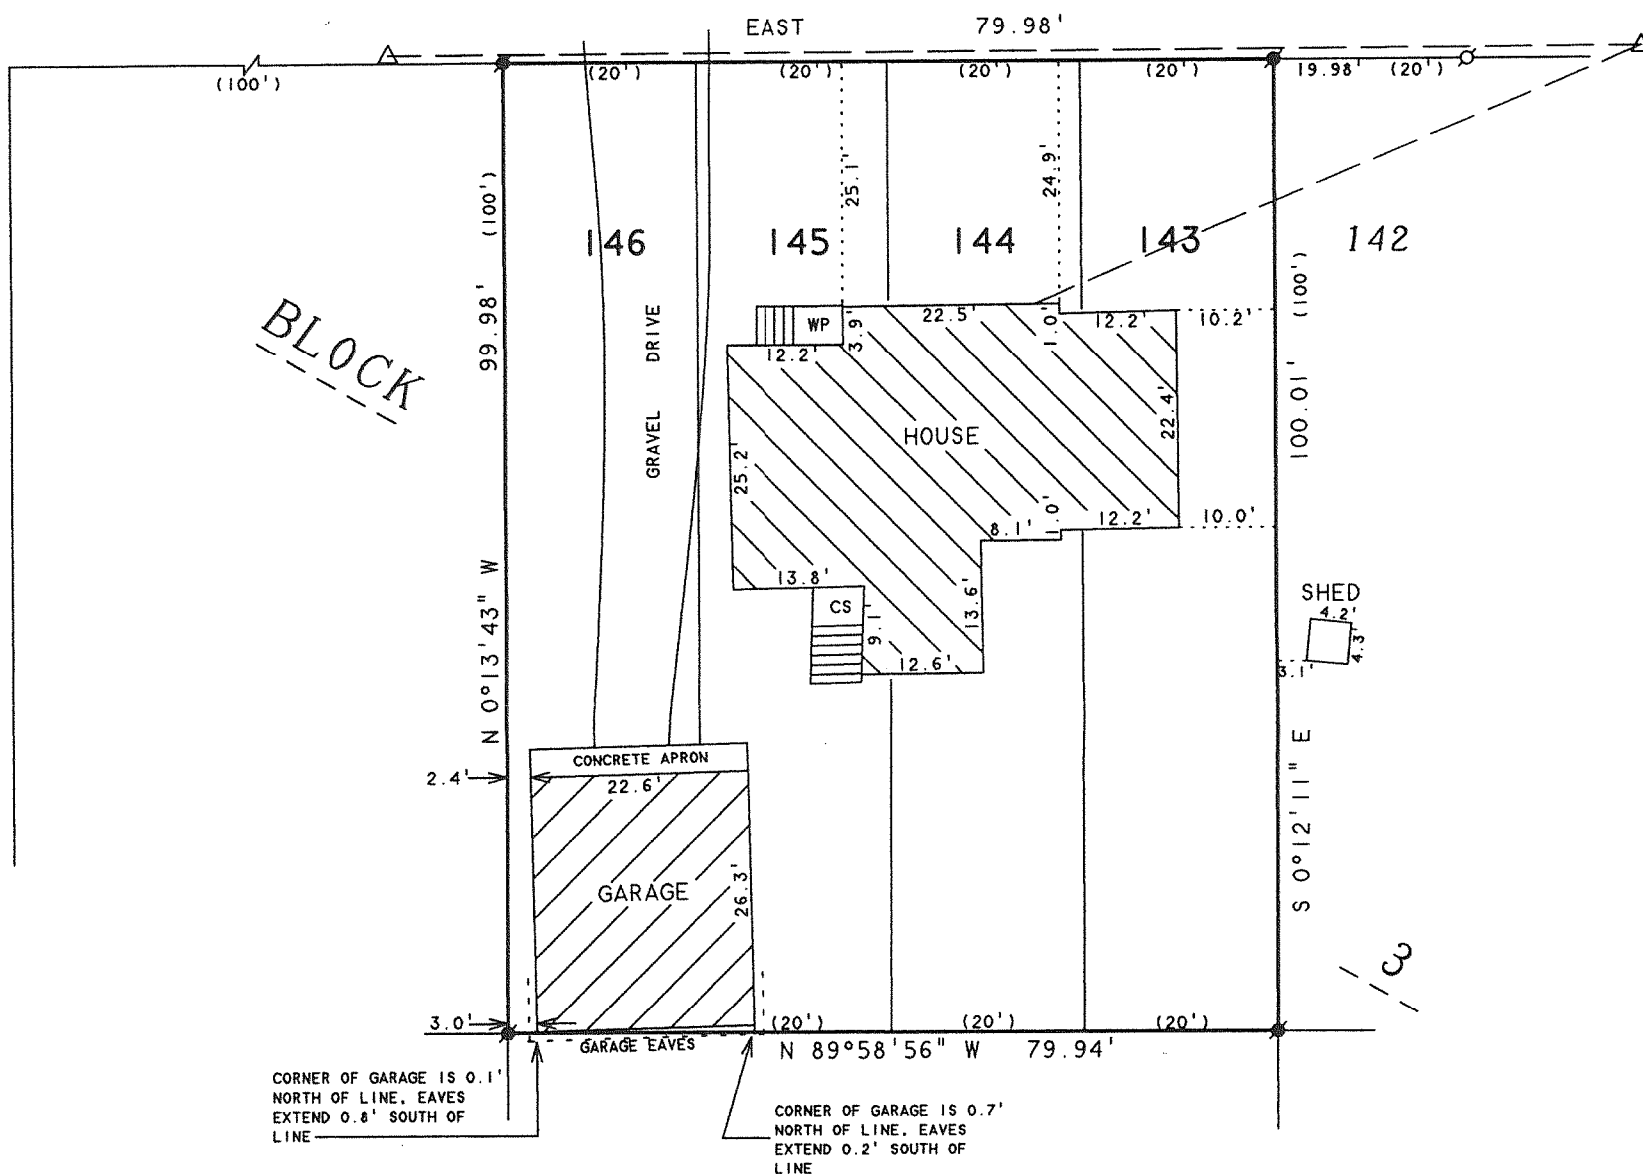 EAST 79.98'
(100')
(20')
(20')
(20')
(20')
19.98' (20')
(100')
99.98'
N 0°13'43" W
25.1'
24.9'
146
145
144
143
142
(100')
100.01'
S 0°12'11" E
BLOCK
GRAVEL DRIVE
WP
3.9'
22.5'
1.0'
12.2'
10.2'
12.2'
HOUSE
22.4'
25.2'
8.1'
1.0'
12.2'
10.0'
13.8'
CS
9.1'
13.6'
12.6'
SHED
4.2'
4.3'
3.1'
CONCRETE APRON
2.4'
22.6'
GARAGE
26.3'
3
3.0'
(20')
(20')
(20')
GARAGE EAVES
N 89°58'56" W 79.94'
CORNER OF GARAGE IS 0.1'
NORTH OF LINE, EAVES
EXTEND 0.8' SOUTH OF
LINE
CORNER OF GARAGE IS 0.7'
NORTH OF LINE, EAVES
EXTEND 0.2' SOUTH OF
LINE